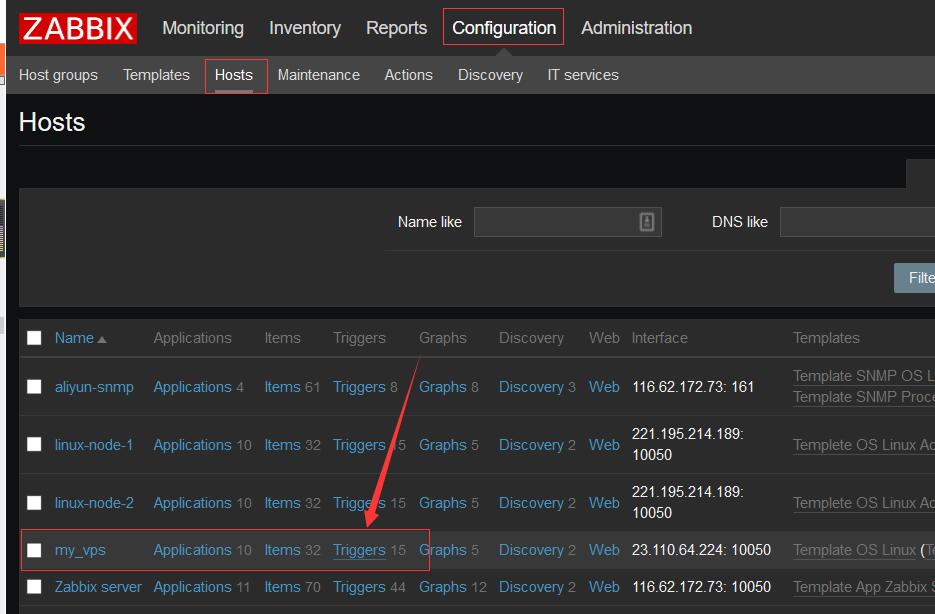 ZABBIX Monitoring Inventory Reports Configuration Administration
Host groups Templates Hosts Maintenance Actions Discovery IT services
Hosts
Name like DNS like
Filte
Name Applications Items Triggers Graphs Discovery Web Interface Templates
aliyun-snmp Applications 4 Items 61 Triggers 8 Graphs 8 Discovery 3 Web 116.62.172.73: 161 Template SNMP OS L
Template SNMP Proce
linux-node-1 Applications 10 Items 32 Triggers 15 Graphs 5 Discovery 2 Web 221.195.214.189:
10050 Templete OS Linux Ac
linux-node-2 Applications 10 Items 32 Triggers 15 Graphs 5 Discovery 2 Web 221.195.214.189:
10050 Templete OS Linux Ac
my_vps Applications 10 Items 32 Triggers 15 Graphs 5 Discovery 2 Web 23.110.64.224: 10050 Template OS Linux (Te
Zabbix server Applications 11 Items 70 Triggers 44 Graphs 12 Discovery 2 Web 116.62.172.73: 10050 Template App Zabbix S